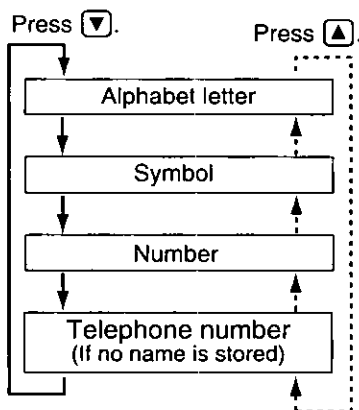 Press ▼.
Press ▲.
Alphabet letter
Symbol
Number
Telephone number
(If no name is stored)